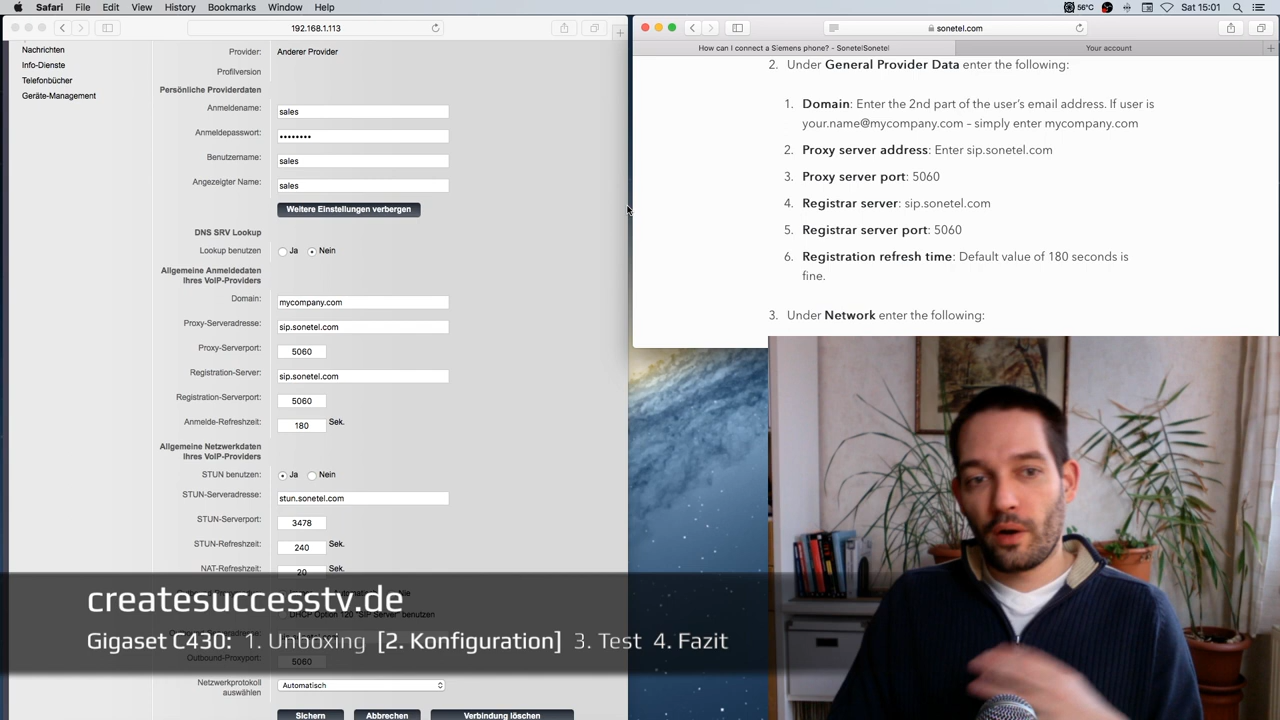 Safari File Edit View History Bookmarks Window Help
56°C Sat 15:01
192.168.1.113
Nachrichten
Info-Dienste
Telefonbücher
Geräte-Management
Provider: Anderer Provider
Profilversion
Persönliche Providerdaten
Anmeldename: sales
Anmeldepasswort: ••••••••
Benutzername: sales
Angezeigter Name: sales
Weitere Einstellungen verbergen
DNS SRV Lookup
Lookup benutzen Ja Nein
Allgemeine Anmeldedaten
Ihres VoIP-Providers
Domain: mycompany.com
Proxy-Serveradresse: sip.sonetel.com
Proxy-Serverport: 5060
Registration-Server: sip.sonetel.com
Registration-Serverport: 5060
Anmelde-Refreshzeit: 180 Sek.
Allgemeine Netzwerkdaten
Ihres VoIP-Providers
STUN benutzen: Ja Nein
STUN-Serveradresse: stun.sonetel.com
STUN-Serverport: 3478
STUN-Refreshzeit: 240 Sek.
NAT-Refreshzeit: 20 Sek.
Nie
DHCP Option 120 "SIP Server" benutzen
Outbound-Proxyport: 5060
Netzwerkprotokoll
auswählen Automatisch
Sichern Abbrechen Verbindung löschen
sonetel.com
How can I connect a Siemens phone? - Sonetel|Sonetel Your account
2. Under General Provider Data enter the following:
1. Domain: Enter the 2nd part of the user's email address. If user is
your.name@mycompany.com – simply enter mycompany.com
2. Proxy server address: Enter sip.sonetel.com
3. Proxy server port: 5060
4. Registrar server: sip.sonetel.com
5. Registrar server port: 5060
6. Registration refresh time: Default value of 180 seconds is
fine.
3. Under Network enter the following:
createsuccesstv.de
Gigaset C430: 1. Unboxing [2. Konfiguration] 3. Test 4. Fazit